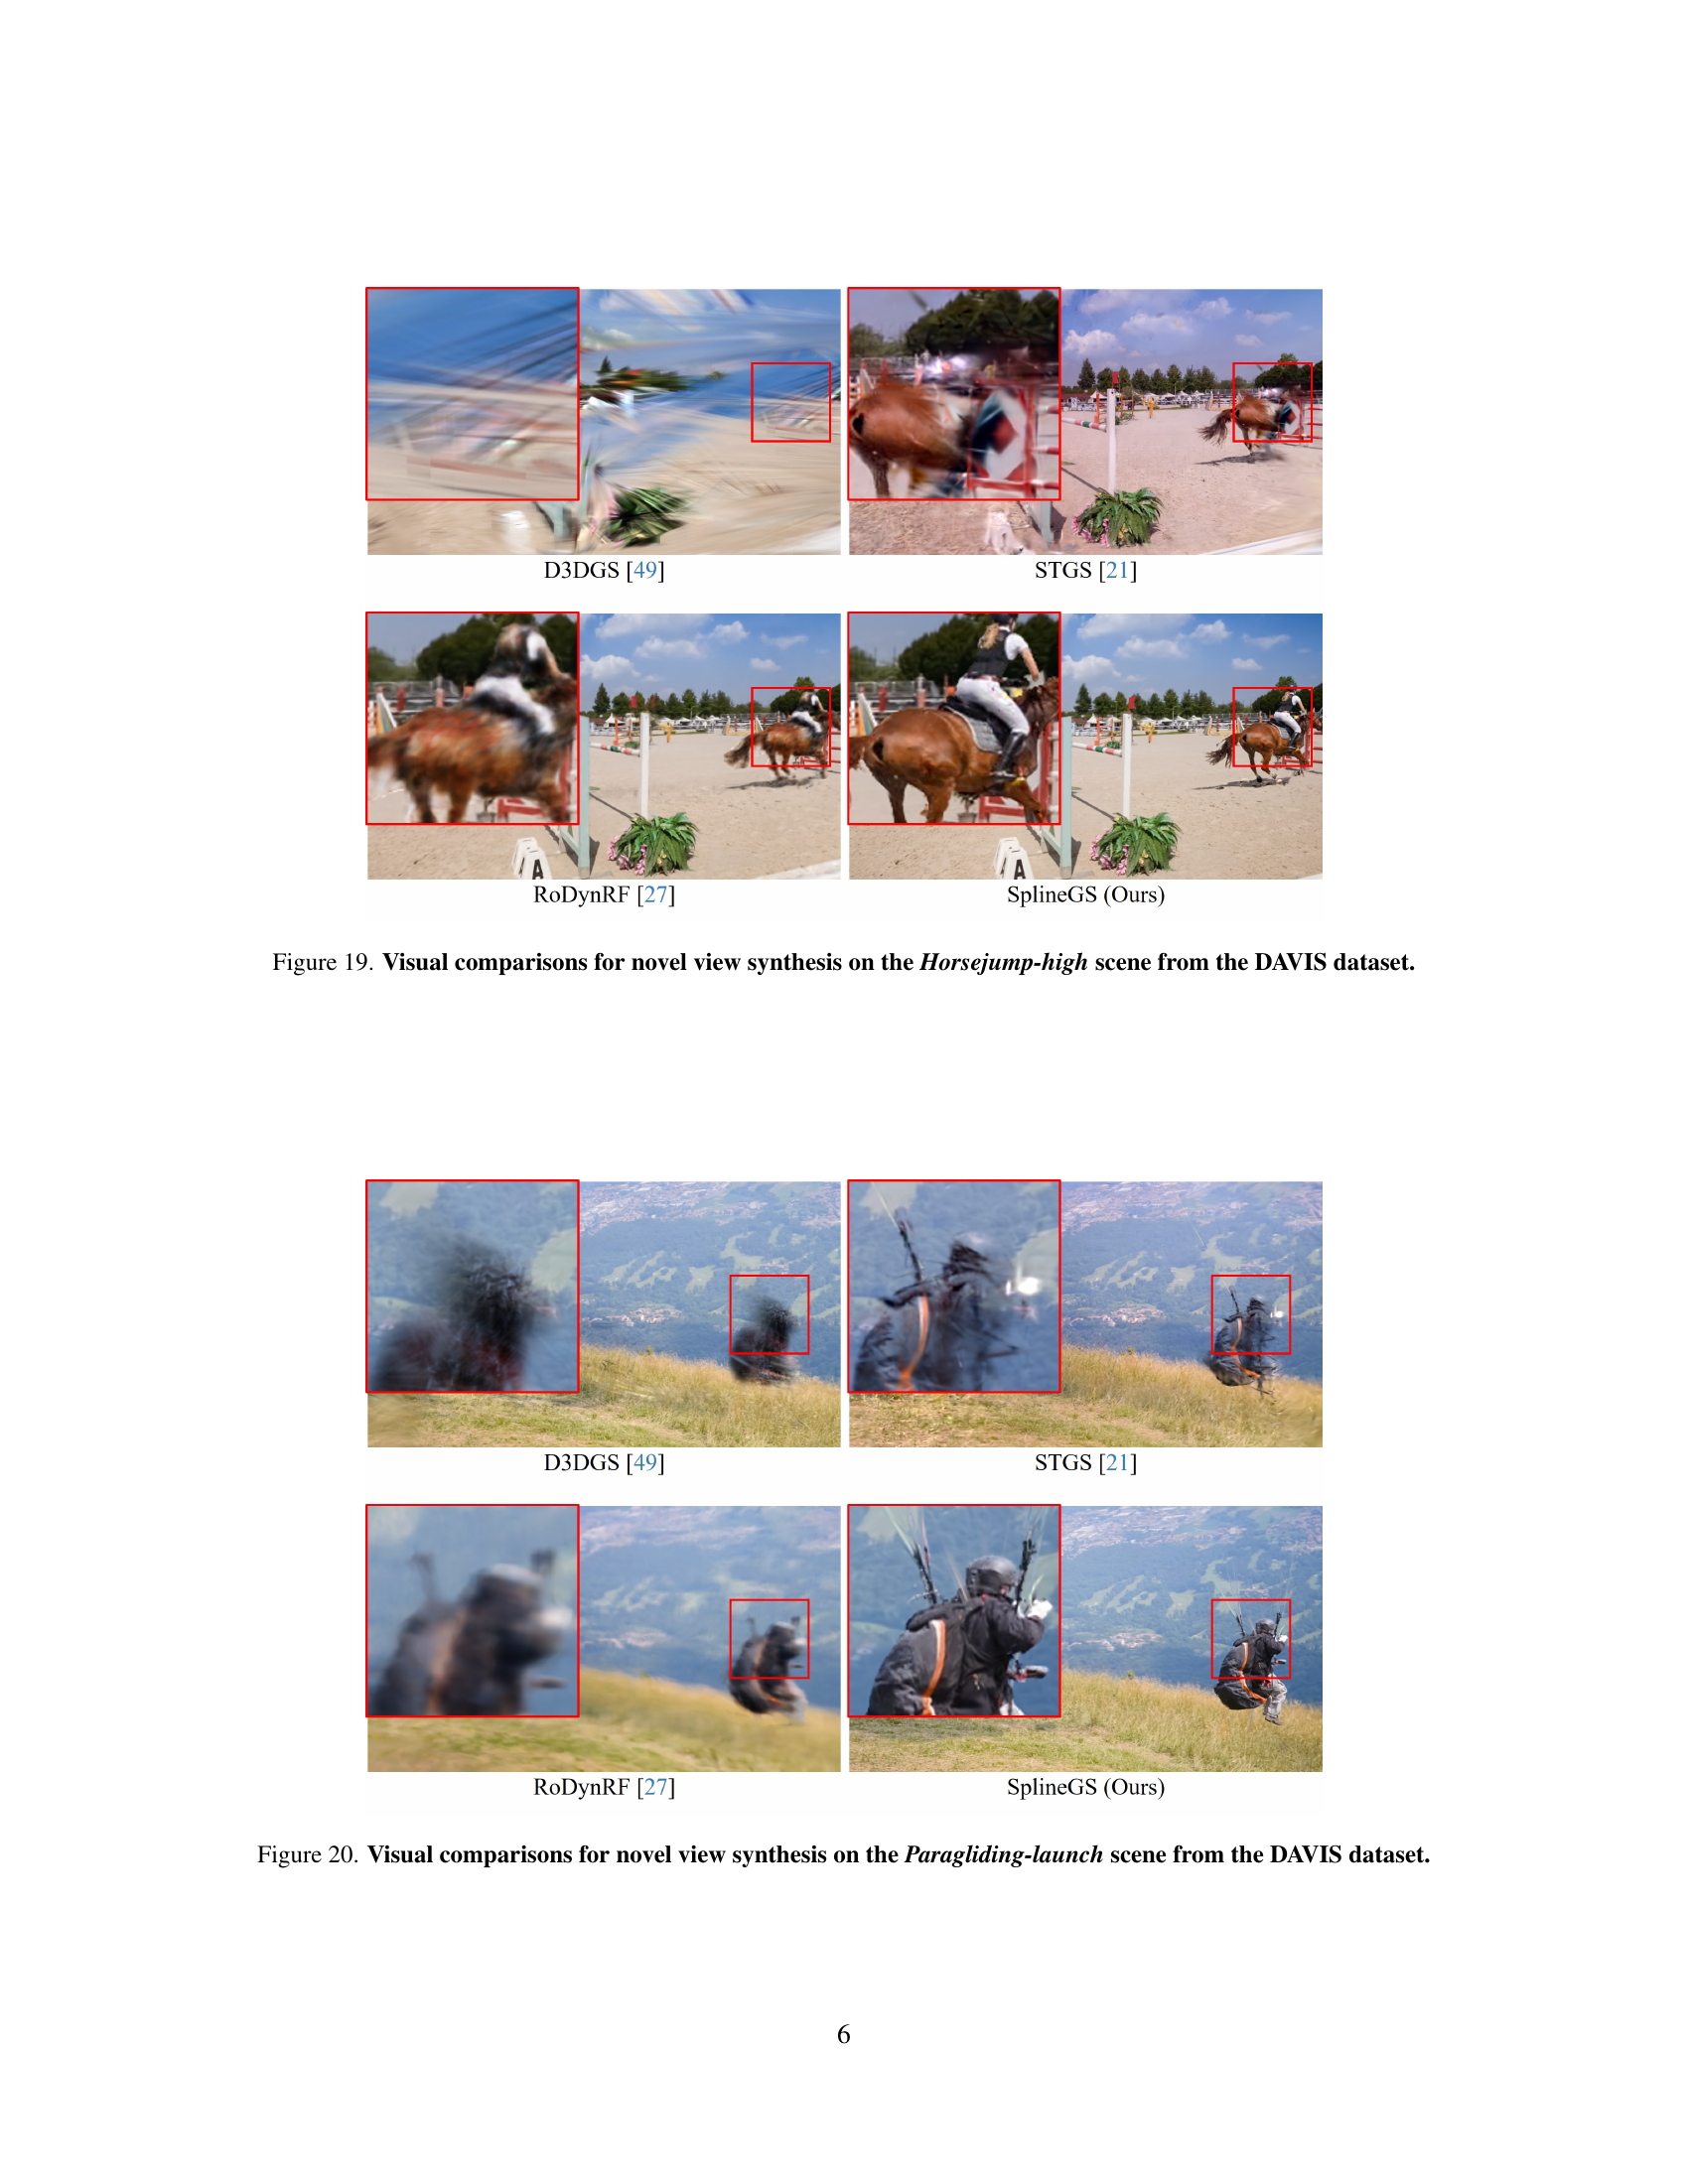 D3DGS [49]
STGS [21]
A
A
RoDynRF [27]
SplineGS (Ours)
Figure 19. Visual comparisons for novel view synthesis on the Horsejump-high scene from the DAVIS dataset.
D3DGS [49]
STGS [21]
RoDynRF [27]
SplineGS (Ours)
Figure 20. Visual comparisons for novel view synthesis on the Paragliding-launch scene from the DAVIS dataset.
6